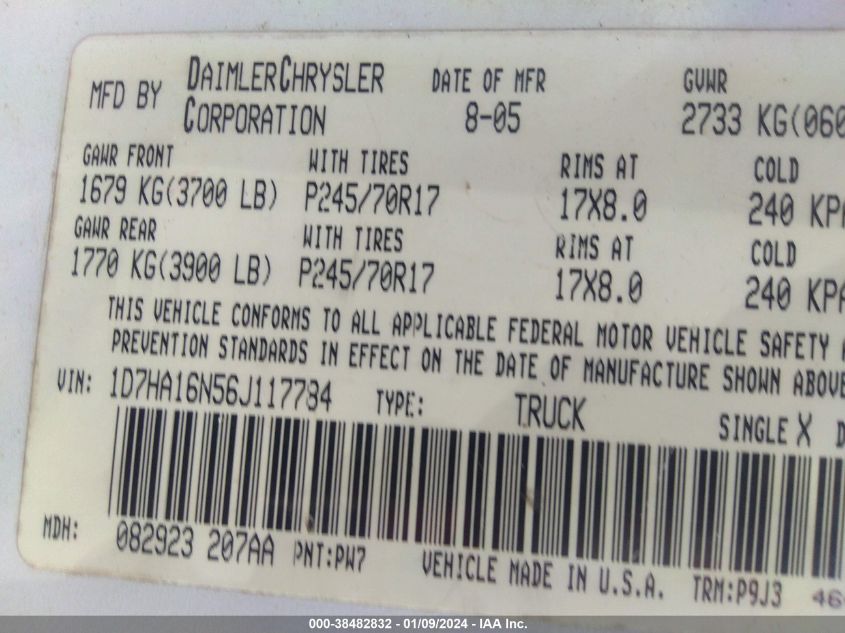 MFD BY DAIMLERCHRYSLER CORPORATION DATE OF MFR 8-05 GVWR 2733 KG(060
GAWR FRONT WITH TIRES RIMS AT COLD
1679 KG(3700 LB) P245/70R17 17X8.0 240 KPA
GAWR REAR WITH TIRES RIMS AT COLD
1770 KG(3900 LB) P245/70R17 17X8.0 240 KPA
THIS VEHICLE CONFORMS TO ALL APPLICABLE FEDERAL MOTOR VEHICLE SAFETY A
PREVENTION STANDARDS IN EFFECT ON THE DATE OF MANUFACTURE SHOWN ABOVE
VIN: 1D7HA16N56J117784 TYPE: TRUCK SINGLE X D
MDH: 082923 207AA PNT:PW7 VEHICLE MADE IN U.S.A. TRM:P9J3 46
000-38482832 - 01/09/2024 - IAA Inc.